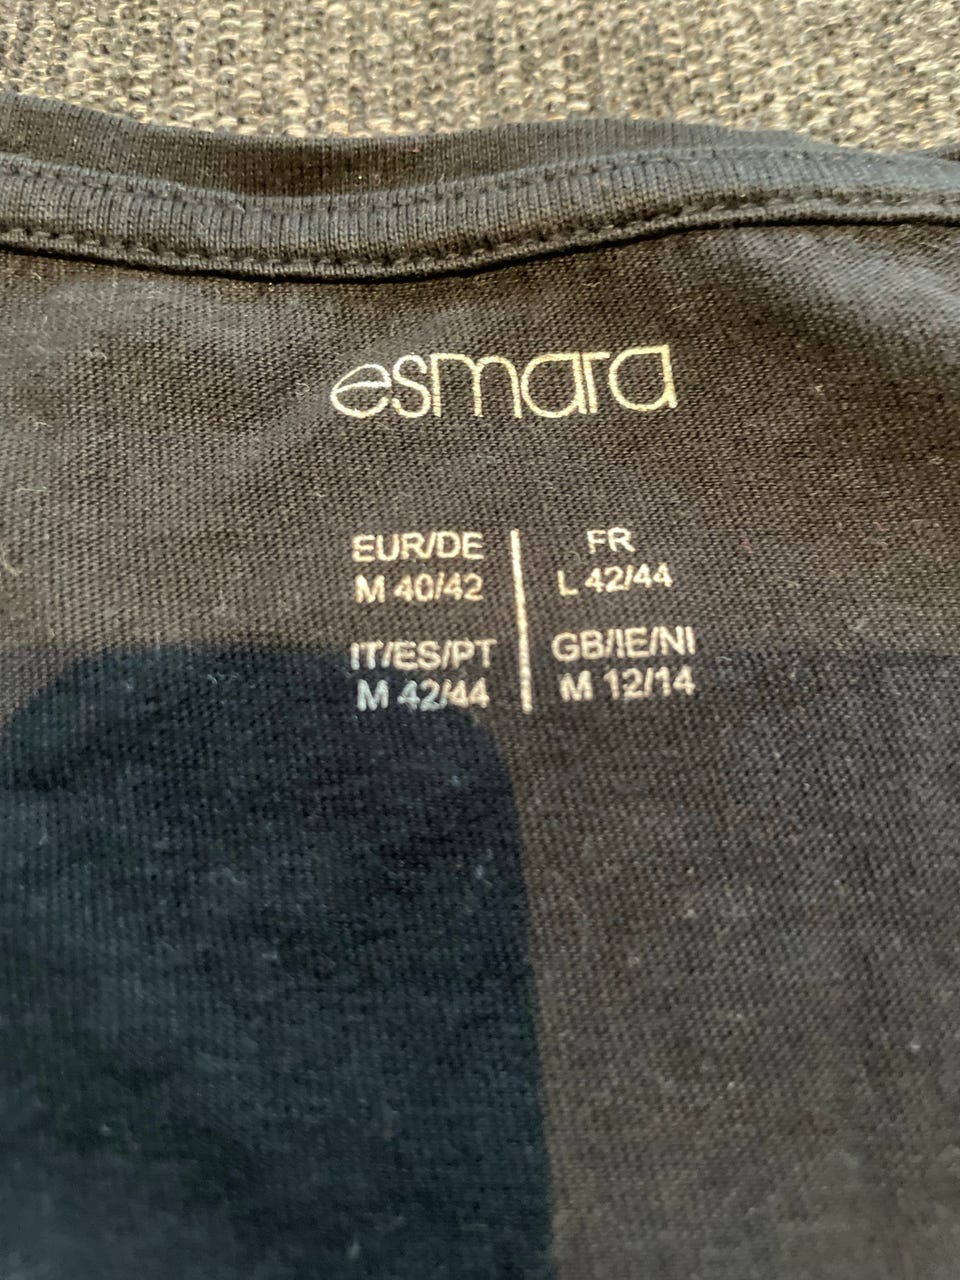 esmara
EUR/DE
M 40/42
FR
L 42/44
IT/ES/PT
M 42/44
GB/IE/NI
M 12/14